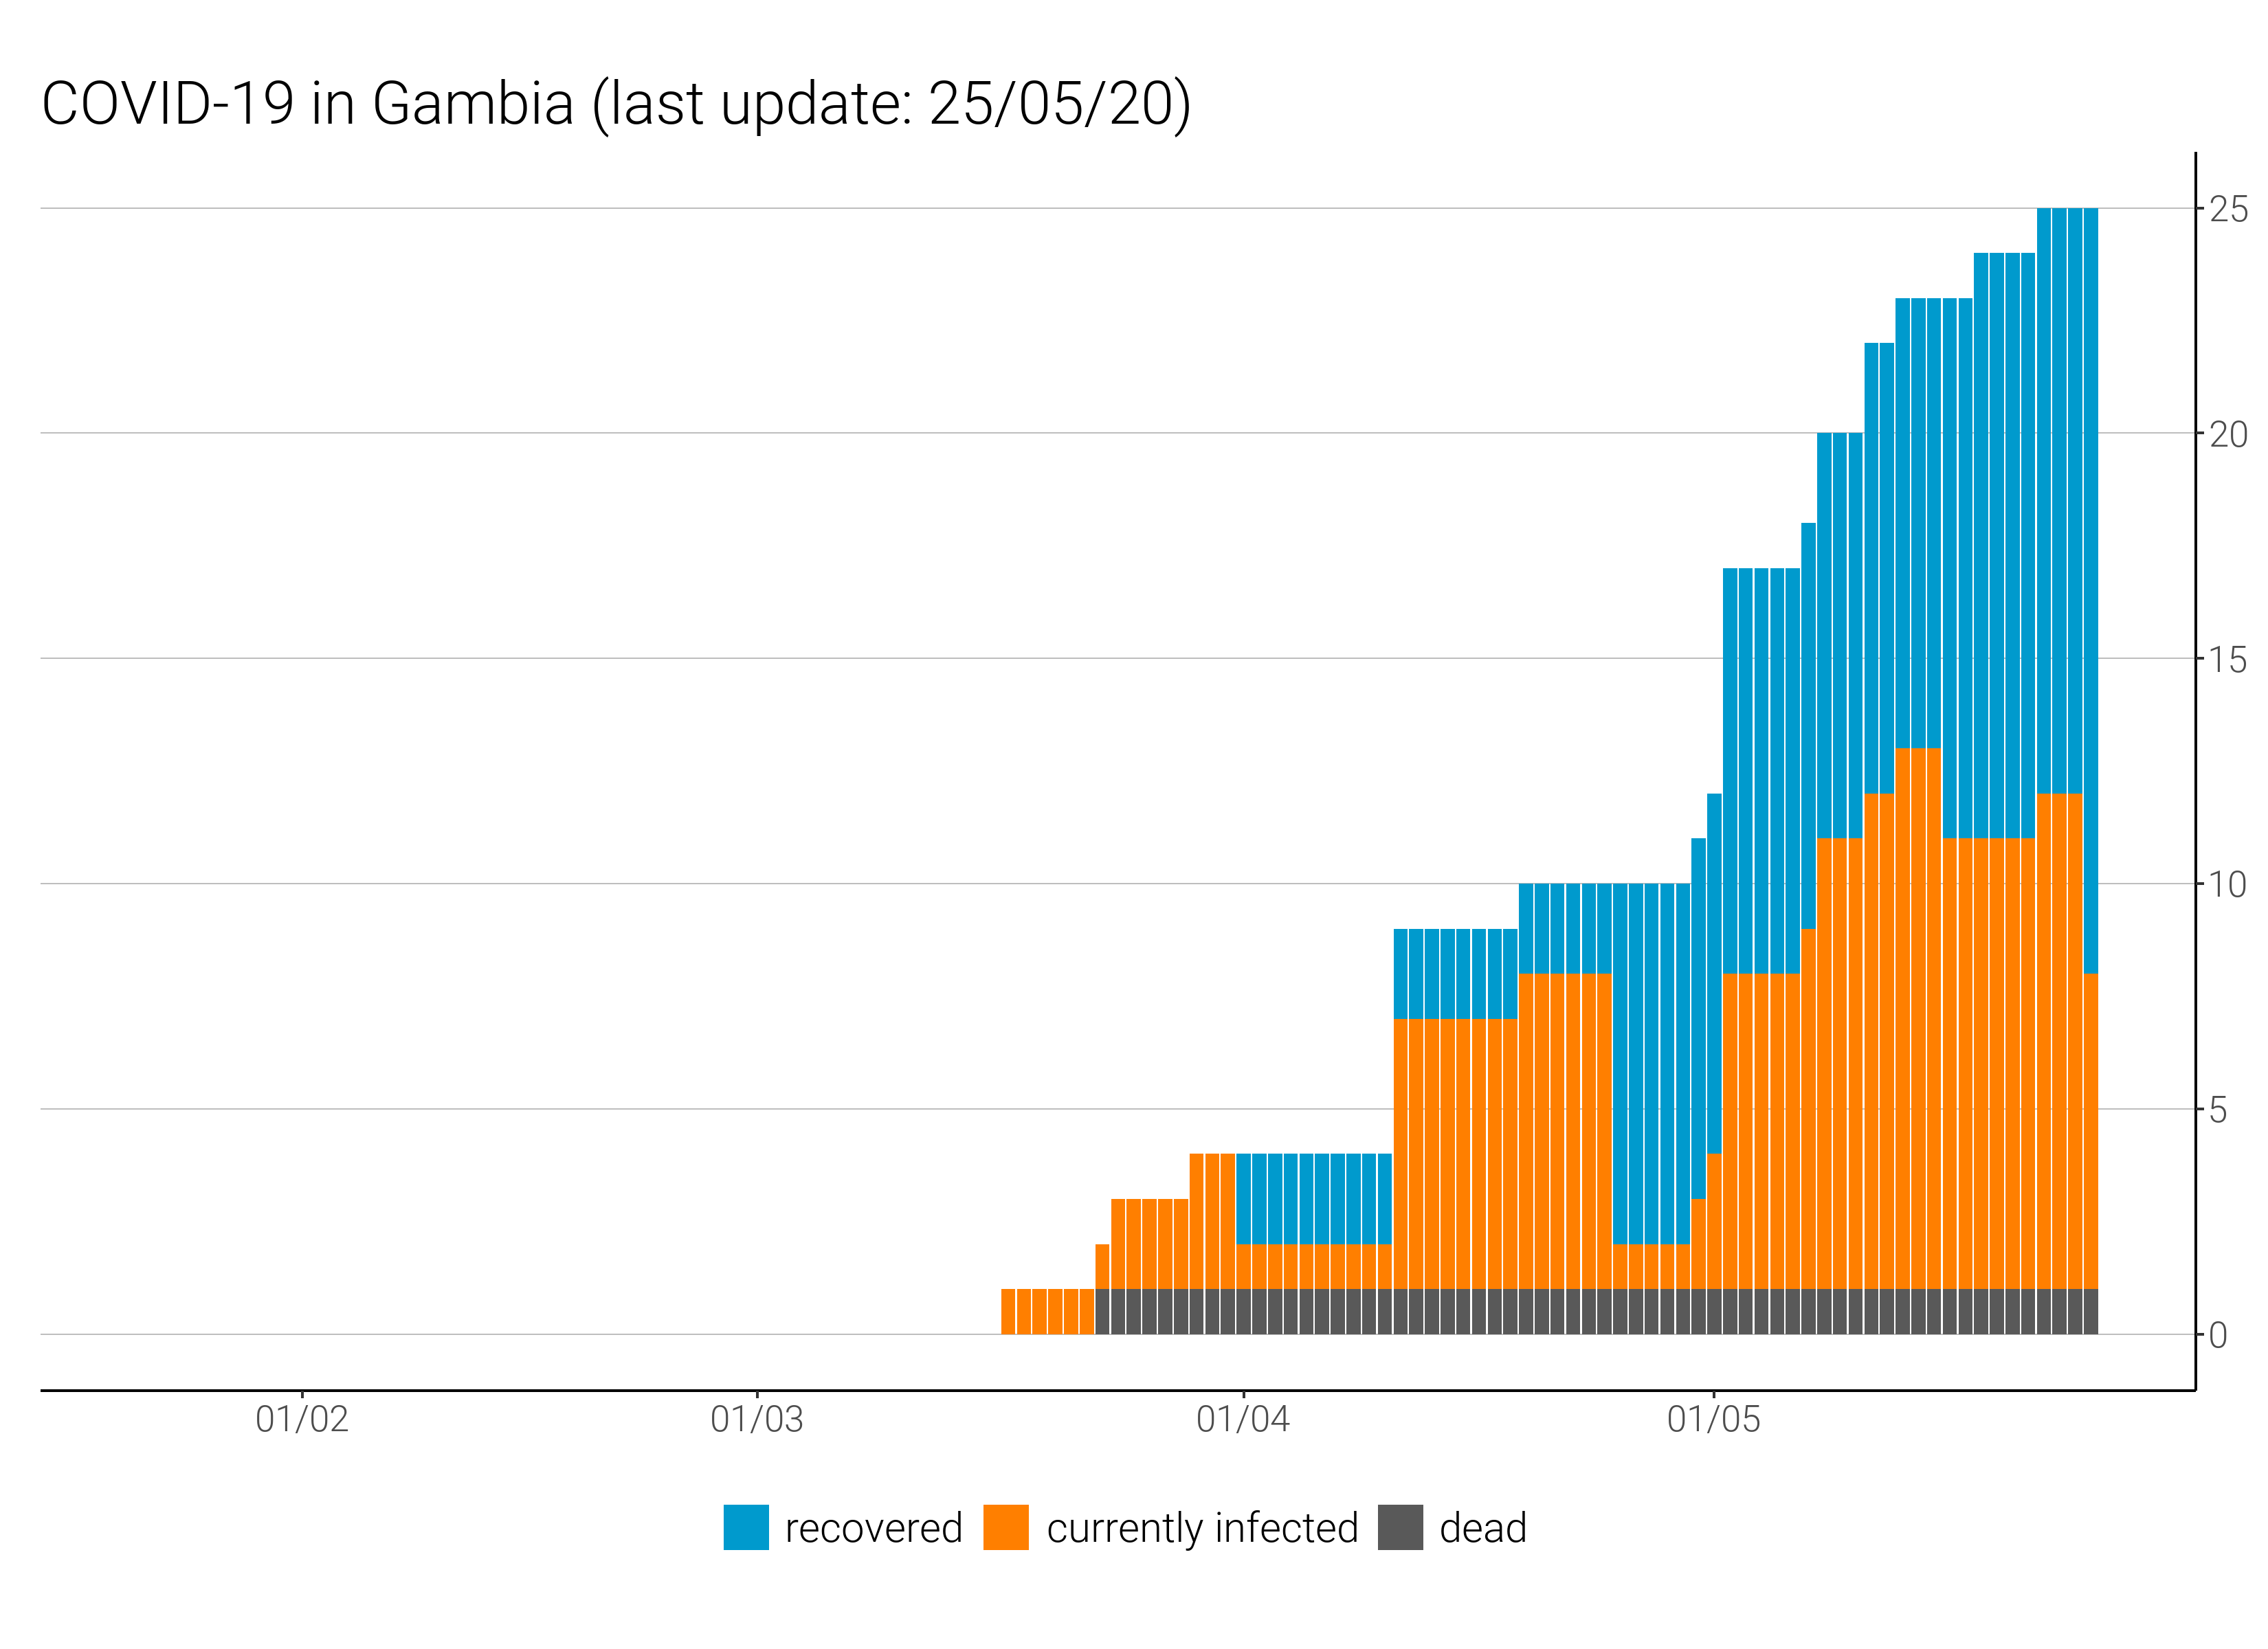 COVID-19 in Gambia (last update: 25/05/20)
25
20
15
10
5
0
01/02 01/03 01/04 01/05
recovered currently infected dead